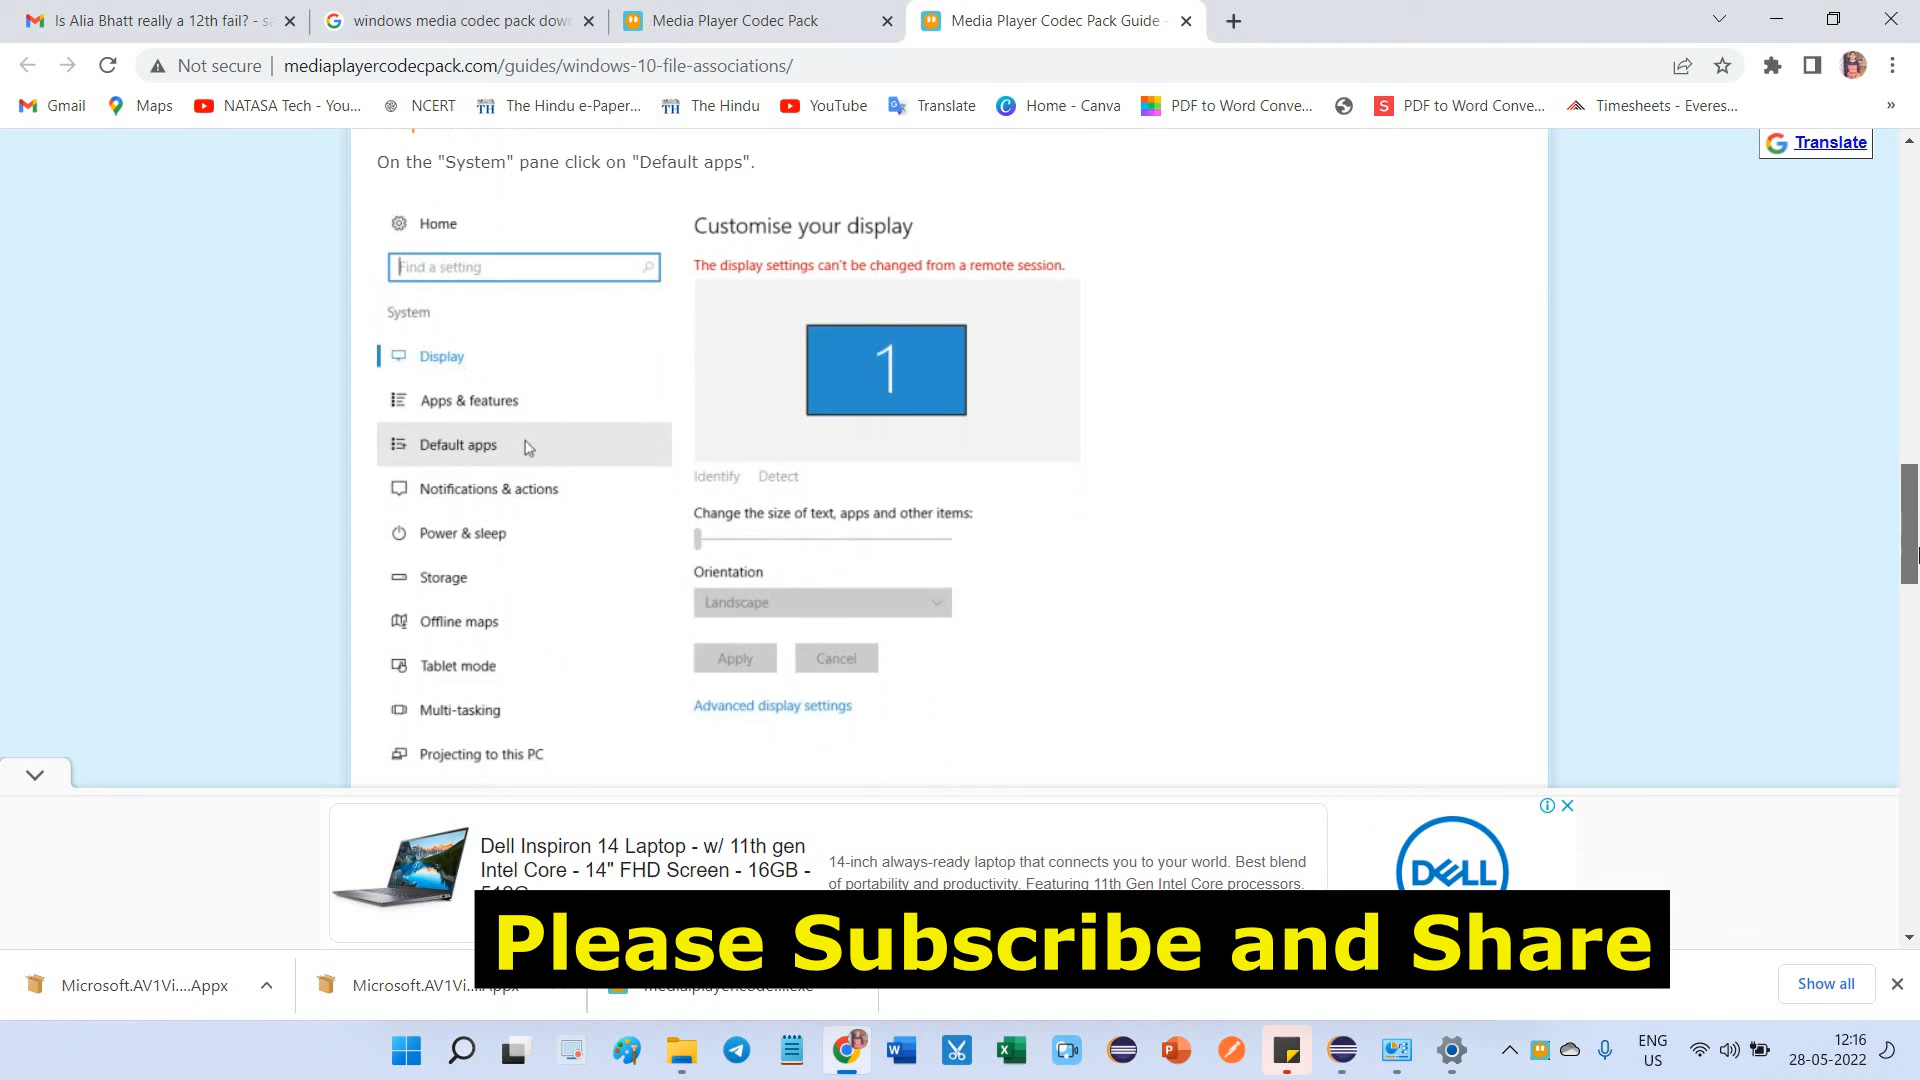 Is Alia Bhatt really a 12th fail? - sa
windows media codec pack dow
Media Player Codec Pack
Media Player Codec Pack Guide -
Not secure
mediaplayercodecpack.com/guides/windows-10-file-associations/
Gmail
Maps
NATASA Tech - You...
NCERT
TH The Hindu e-Paper...
TH The Hindu
YouTube
Translate
Home - Canva
PDF to Word Conve...
S PDF to Word Conve...
Timesheets - Everes...
»
Translate
On the "System" pane click on "Default apps".
Home
Find a setting
System
Display
Apps & features
Default apps
Notifications & actions
Power & sleep
Storage
Offline maps
Tablet mode
Multi-tasking
Projecting to this PC
Customise your display
The display settings can't be changed from a remote session.
1
Identify Detect
Change the size of text, apps and other items:
Orientation
Landscape
Apply Cancel
Advanced display settings
Dell Inspiron 14 Laptop - w/ 11th gen
Intel Core - 14" FHD Screen - 16GB -
14-inch always-ready laptop that connects you to your world. Best blend
of portability and productivity. Featuring 11th Gen Intel Core processors.
DELL
Please Subscribe and Share
Microsoft.AV1Vi....Appx
Microsoft.AV1Vi....Appx
Show all
ENG
US
12:16
28-05-2022